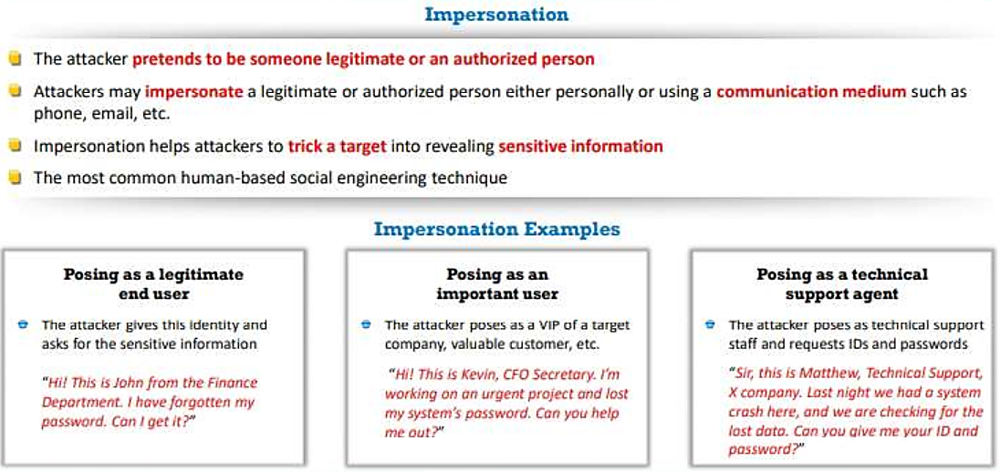 Impersonation
The attacker pretends to be someone legitimate or an authorized person
Attackers may impersonate a legitimate or authorized person either personally or using a communication medium such as
phone, email, etc.
Impersonation helps attackers to trick a target into revealing sensitive information
The most common human-based social engineering technique
Impersonation Examples
Posing as a legitimate
end user
The attacker gives this identity and
asks for the sensitive information
"Hi! This is John from the Finance
Department. I have forgotten my
password. Can I get it?"
Posing as an
important user
The attacker poses as a VIP of a target
company, valuable customer, etc.
"Hi! This is Kevin, CFO Secretary. I'm
working on an urgent project and lost
my system's password. Can you help
me out?"
Posing as a technical
support agent
The attacker poses as technical support
staff and requests IDs and passwords
"Sir, this is Matthew, Technical Support,
X company. Last night we had a system
crash here, and we are checking for the
lost data. Can you give me your ID and
password?"